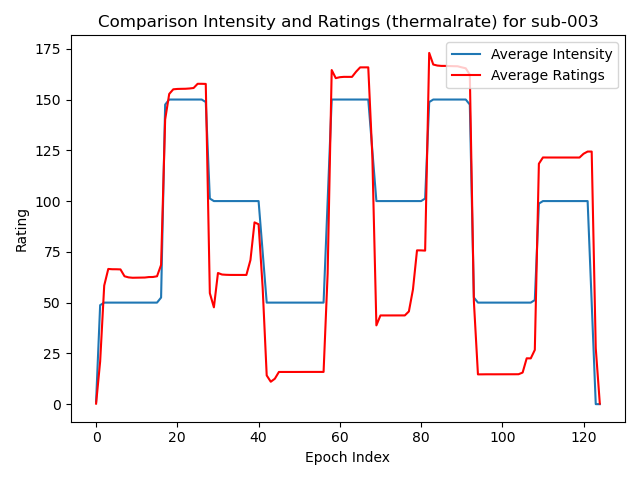 Comparison Intensity and Ratings (thermalrate) for sub-003
Average Intensity
Average Ratings
Rating
175
150
125
100
75
50
25
0
0 20 40 60 80 100 120
Epoch Index